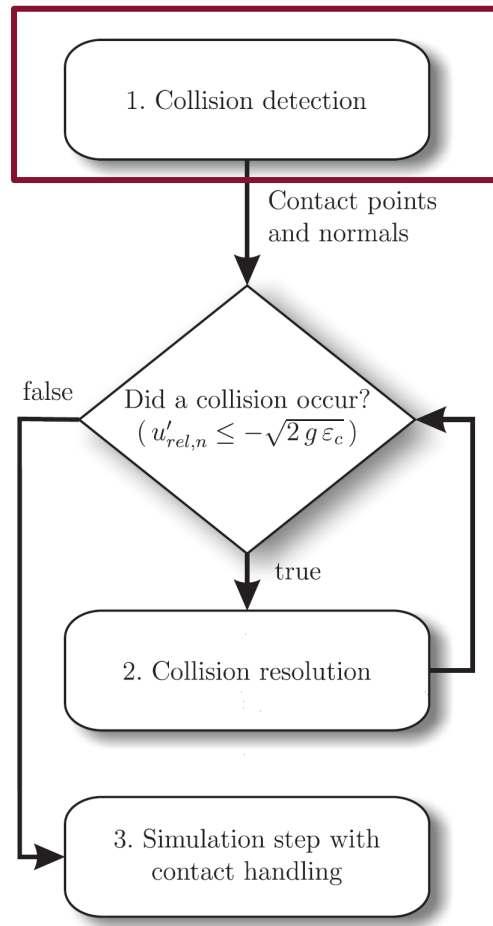 1. Collision detection
Contact points
and normals
false
Did a collision occur?
( u′rel,n ≤ −√2 g εc )
true
2. Collision resolution
3. Simulation step with
contact handling